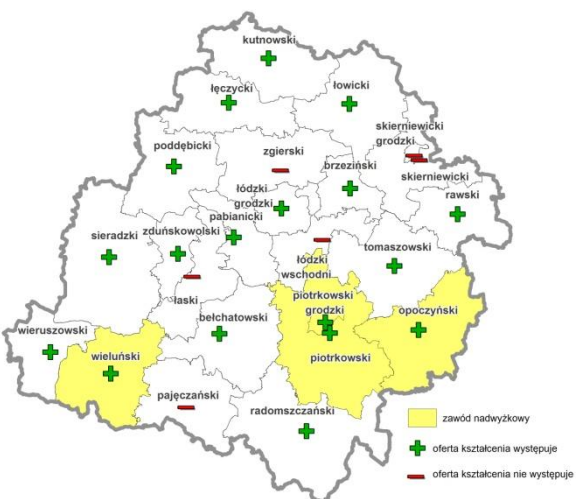 kutnowski
łęczycki
łowicki
skierniewicki
grodzki
poddębicki
zgierski
brzeziński
skierniewicki
rawski
łódzki
grodzki
pabianicki
sieradzki
zduńskowolski
tomaszowski
łódzki
wschodni
łaski
piotrkowski
grodzki
opoczyński
wieruszowski
bełchatowski
wieluński
piotrkowski
pajęczański
radomszczański
zawód nadwyżkowy
oferta kształcenia występuje
oferta kształcenia nie występuje